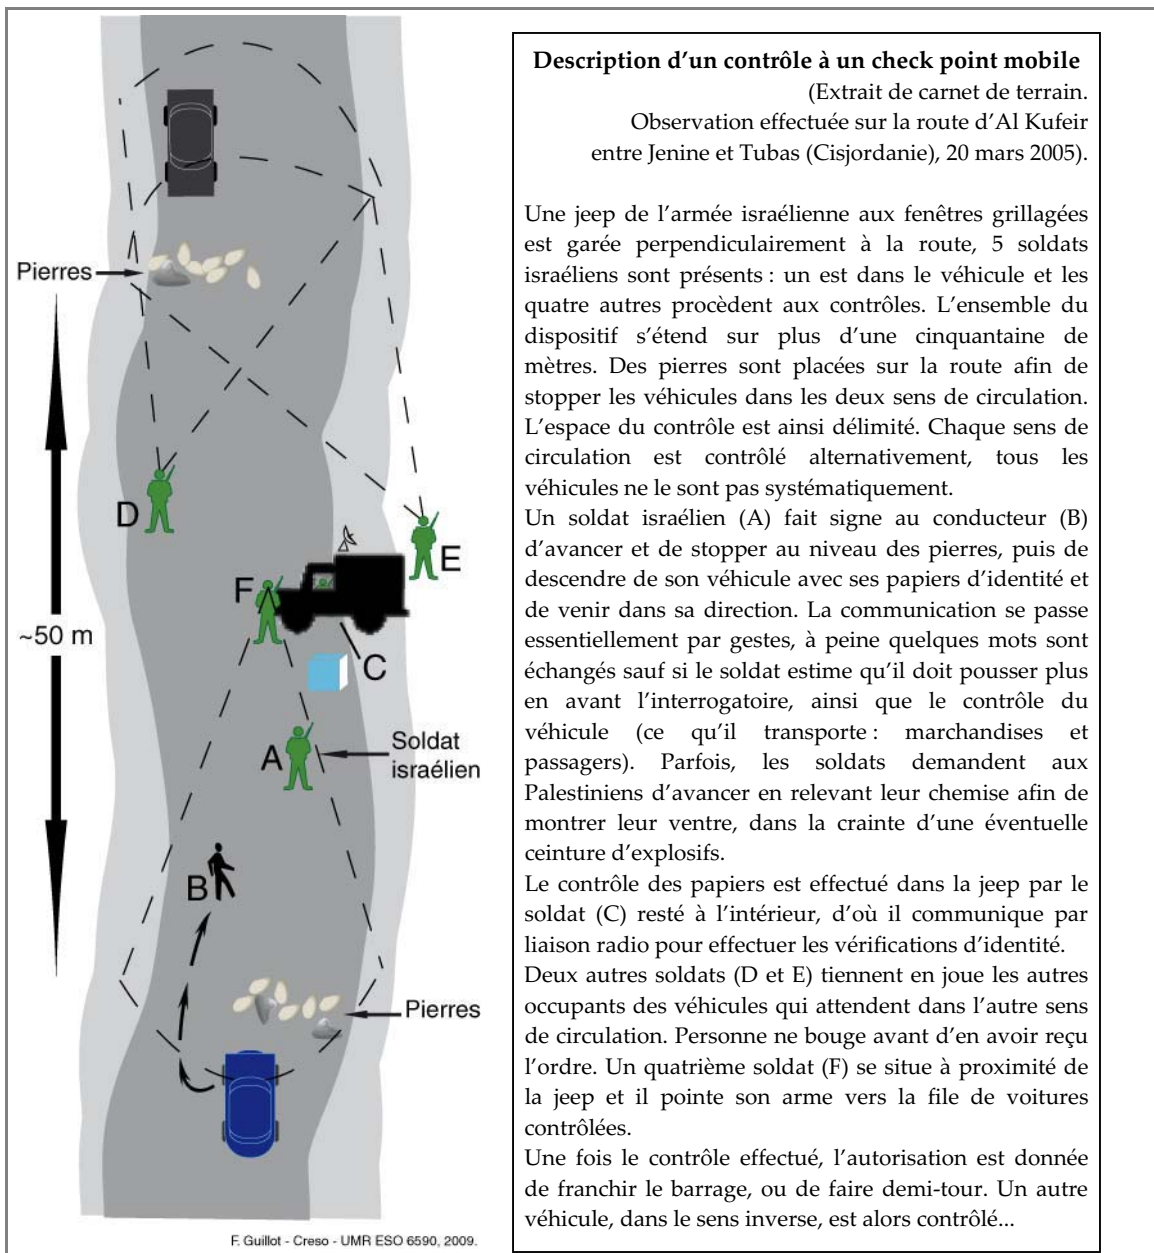 Description d’un contrôle à un check point mobile
(Extrait de carnet de terrain.
Observation effectuée sur la route d’Al Kufeir
entre Jenine et Tubas (Cisjordanie), 20 mars 2005).
Une jeep de l’armée israélienne aux fenêtres grillagées
est garée perpendiculairement à la route, 5 soldats
israéliens sont présents : un est dans le véhicule et les
quatre autres procèdent aux contrôles. L’ensemble du
dispositif s’étend sur plus d’une cinquantaine de
mètres. Des pierres sont placées sur la route afin de
stopper les véhicules dans les deux sens de circulation.
L’espace du contrôle est ainsi délimité. Chaque sens de
circulation est contrôlé alternativement, tous les
véhicules ne le sont pas systématiquement.
Un soldat israélien (A) fait signe au conducteur (B)
d’avancer et de stopper au niveau des pierres, puis de
descendre de son véhicule avec ses papiers d’identité et
de venir dans sa direction. La communication se passe
essentiellement par gestes, à peine quelques mots sont
échangés sauf si le soldat estime qu’il doit pousser plus
en avant l’interrogatoire, ainsi que le contrôle du
véhicule (ce qu’il transporte : marchandises et
passagers). Parfois, les soldats demandent aux
Palestiniens d’avancer en relevant leur chemise afin de
montrer leur ventre, dans la crainte d’une éventuelle
ceinture d’explosifs.
Le contrôle des papiers est effectué dans la jeep par le
soldat (C) resté à l’intérieur, d’où il communique par
liaison radio pour effectuer les vérifications d’identité.
Deux autres soldats (D et E) tiennent en joue les autres
occupants des véhicules qui attendent dans l’autre sens
de circulation. Personne ne bouge avant d’en avoir reçu
l’ordre. Un quatrième soldat (F) se situe à proximité de
la jeep et il pointe son arme vers la file de voitures
contrôlées.
Une fois le contrôle effectué, l’autorisation est donnée
de franchir le barrage, ou de faire demi-tour. Un autre
véhicule, dans le sens inverse, est alors contrôlé...
Pierres
D
E
F
~50 m
C
A
Soldat
israélien
B
Pierres
F. Guillot - Creso - UMR ESO 6590, 2009.